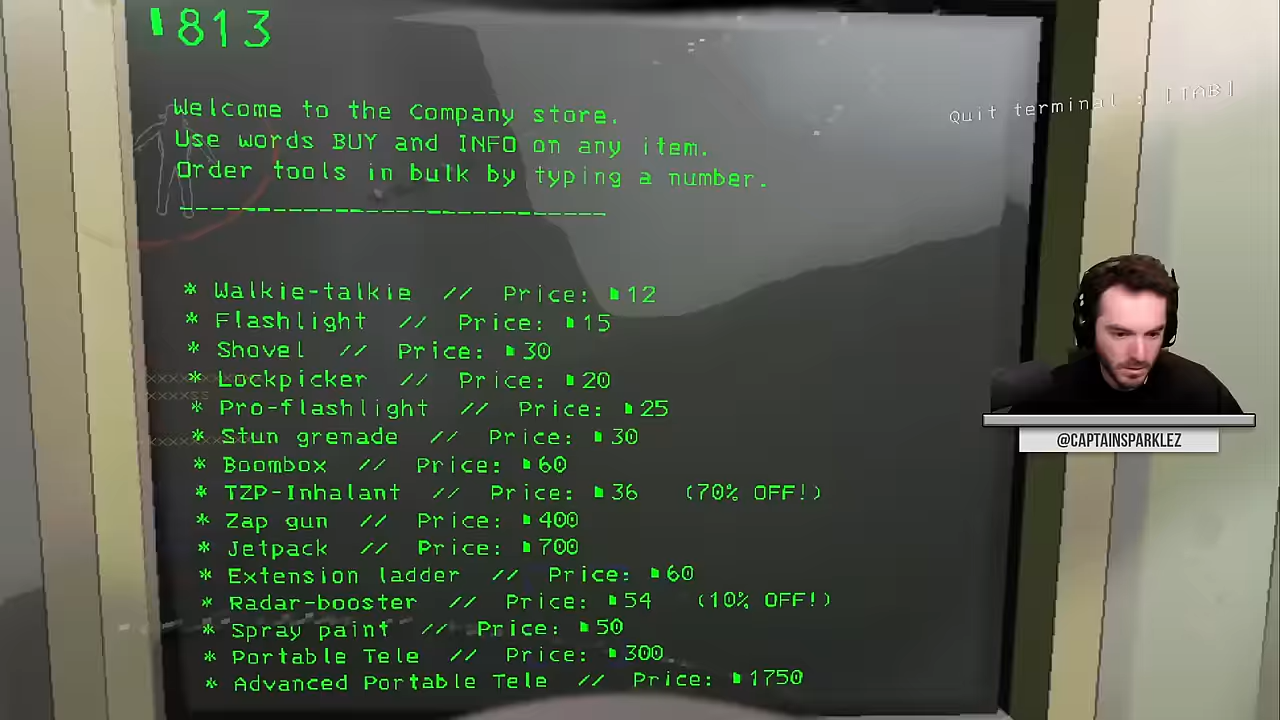 813
Welcome to the Company store.
Quit terminal : [TAB]
Use words BUY and INFO on any item.
Order tools in bulk by typing a number.
* Walkie-talkie // Price: 12
* Flashlight // Price: 15
* Shovel // Price: 30
* Lockpicker // Price: 20
* Pro-flashlight // Price: 25
* Stun grenade // Price: 30
* Boombox // Price: 60
* TZP-Inhalant // Price: 36 (70% OFF!)
* Zap gun // Price: 400
* Jetpack // Price: 700
* Extension ladder // Price: 60
* Radar-booster // Price: 54 (10% OFF!)
* Spray paint // Price: 50
* Portable Tele // Price: 300
* Advanced Portable Tele // Price: 1750
@CAPTAINSPARKLEZ